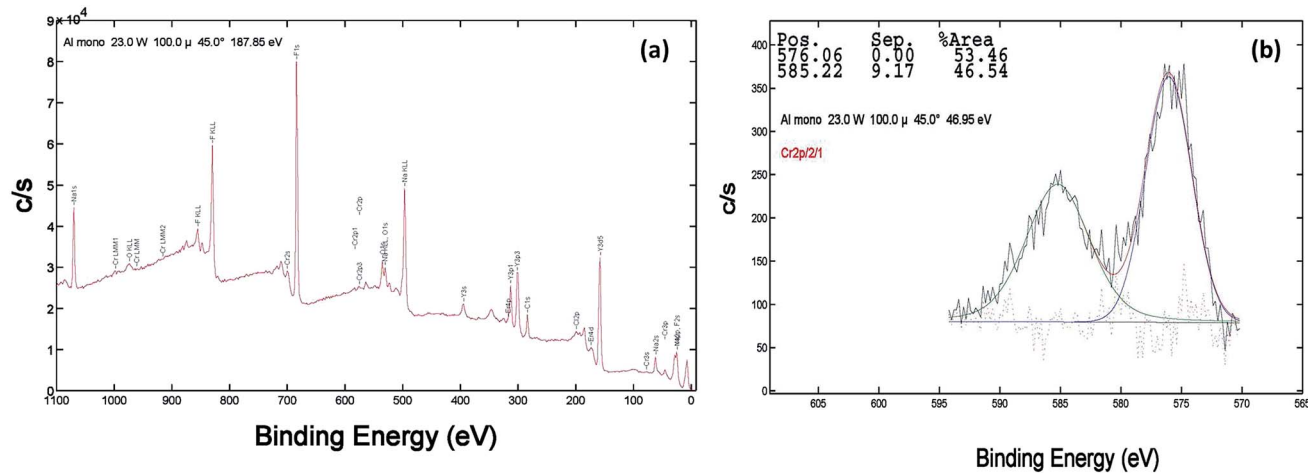 9 x 10⁴
Al mono 23.0 W 100.0 µ 45.0° 187.85 eV
(a)
8
7
6
5
4
3
2
1
0
c/s
-Na1s
-Cr LMM1
-O KLL
-Cr LMM
-Cr LMM2
-F KLL
-F KLL
-Cr2s
-F1s
-Cr2p1
-Cr2p
-Cr2p3
-Na KLL
-Y3s
-Er4p
-Y3p1
-Y3p3
-C1s
-Cl2p
-Er4d
-Y3d5
-Cr3s
-Na2s
-Cr3p
1100 1000 900 800 700 600 500 400 300 200 100 0
Binding Energy (eV)
Pos. Sep. %Area
576.06 0.00 53.46
585.22 9.17 46.54
(b)
Al mono 23.0 W 100.0 µ 45.0° 46.95 eV
Cr2p/2/1
400
350
300
250
200
150
100
50
0
c/s
605 600 595 590 585 580 575 570 565
Binding Energy (eV)